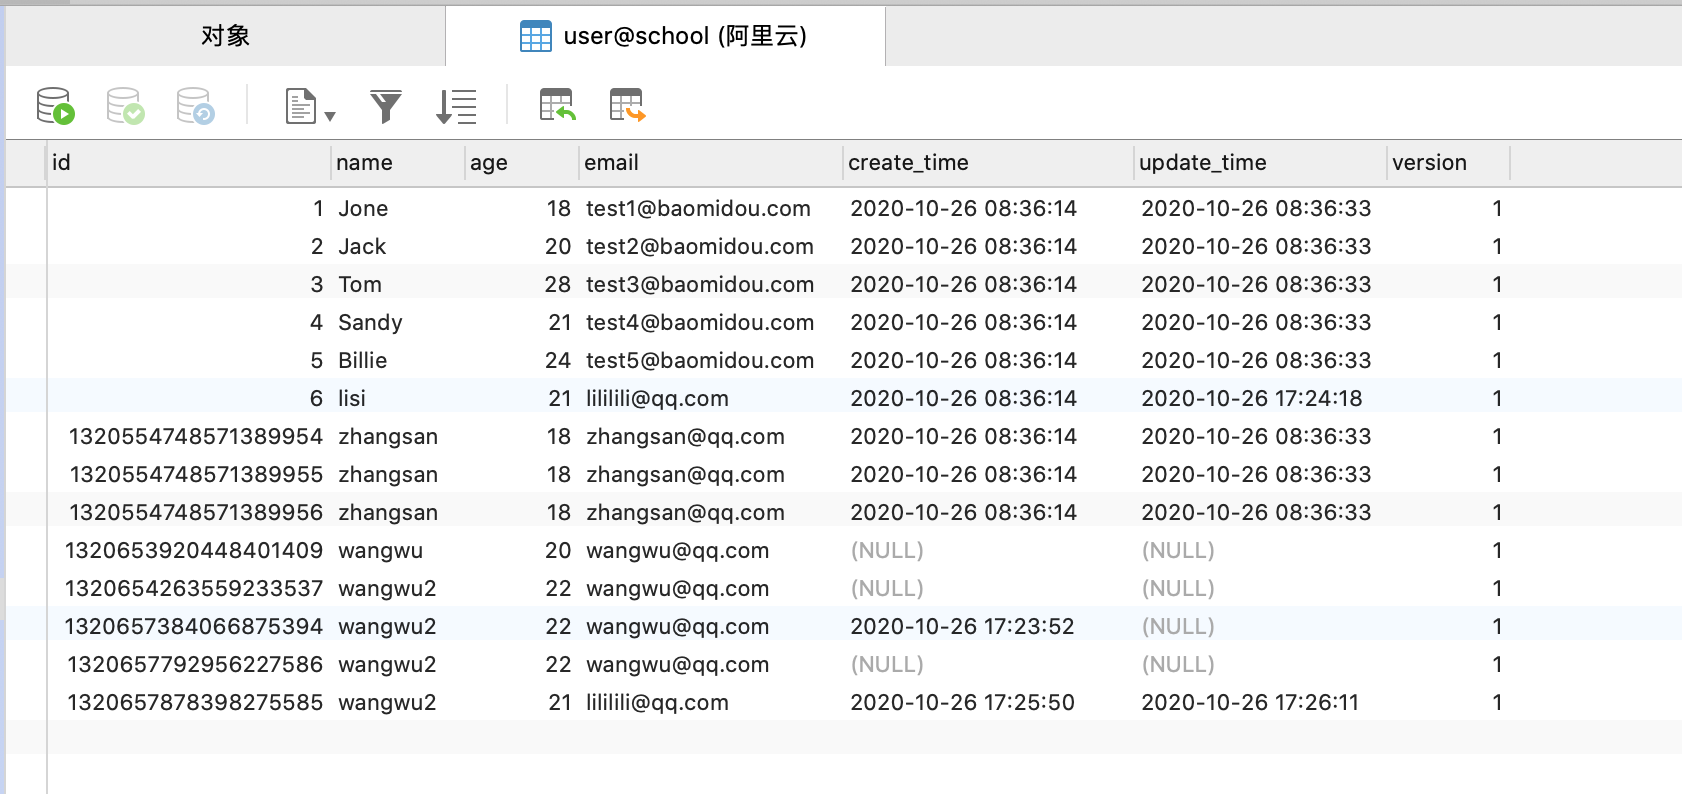 对象 user@school (阿里云)
id name age email create_time update_time version
1 Jone 18 test1@baomidou.com 2020-10-26 08:36:14 2020-10-26 08:36:33 1
2 Jack 20 test2@baomidou.com 2020-10-26 08:36:14 2020-10-26 08:36:33 1
3 Tom 28 test3@baomidou.com 2020-10-26 08:36:14 2020-10-26 08:36:33 1
4 Sandy 21 test4@baomidou.com 2020-10-26 08:36:14 2020-10-26 08:36:33 1
5 Billie 24 test5@baomidou.com 2020-10-26 08:36:14 2020-10-26 08:36:33 1
6 lisi 21 lilililili@qq.com 2020-10-26 08:36:14 2020-10-26 17:24:18 1
1320554748571389954 zhangsan 18 zhangsan@qq.com 2020-10-26 08:36:14 2020-10-26 08:36:33 1
1320554748571389955 zhangsan 18 zhangsan@qq.com 2020-10-26 08:36:14 2020-10-26 08:36:33 1
1320554748571389956 zhangsan 18 zhangsan@qq.com 2020-10-26 08:36:14 2020-10-26 08:36:33 1
1320653920448401409 wangwu 20 wangwu@qq.com (NULL) (NULL) 1
1320654263559233537 wangwu2 22 wangwu@qq.com (NULL) (NULL) 1
1320657384066875394 wangwu2 22 wangwu@qq.com 2020-10-26 17:23:52 (NULL) 1
1320657792956227586 wangwu2 22 wangwu@qq.com (NULL) (NULL) 1
1320657878398275585 wangwu2 21 lilililili@qq.com 2020-10-26 17:25:50 2020-10-26 17:26:11 1